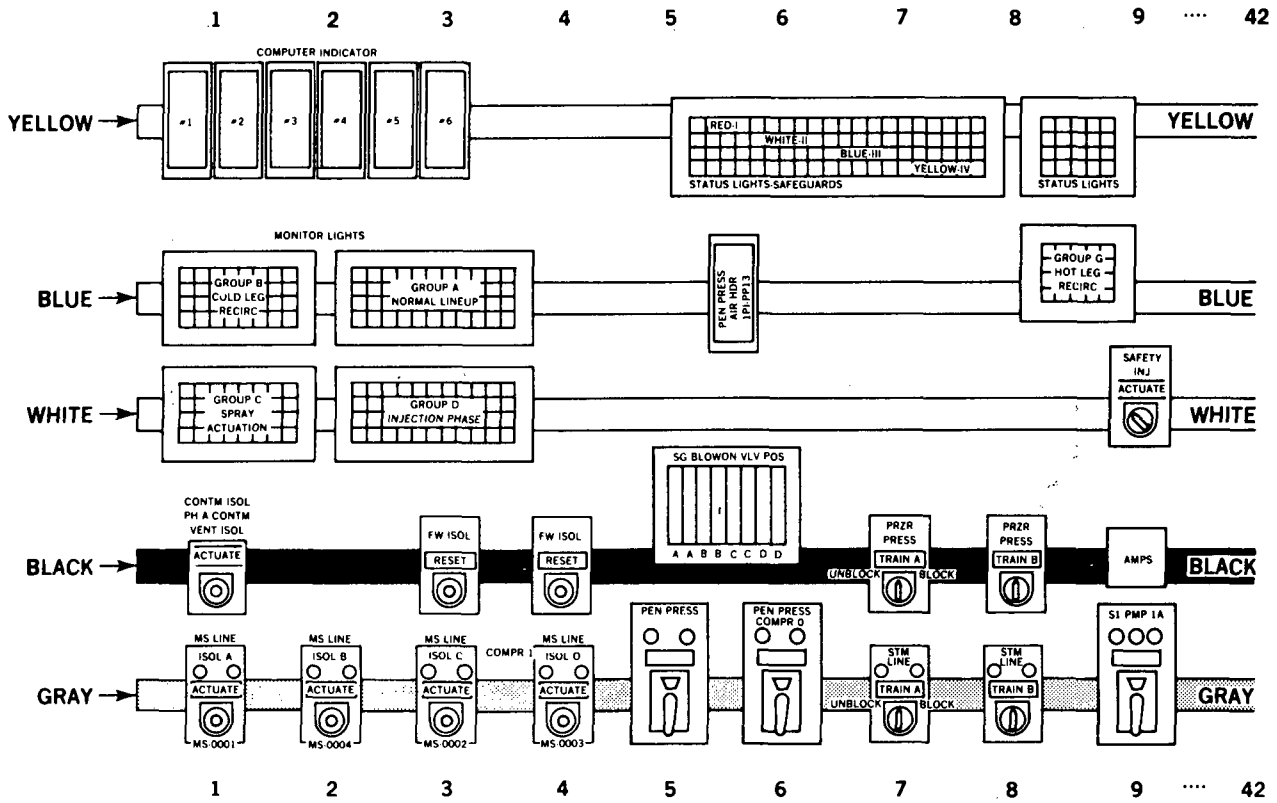 1 2 3 4 5 6 7 8 9 .... 42
COMPUTER INDICATOR
YELLOW
#1 #2 #3 #4 #5 #6
RED-I
WHITE-II
BLUE-III
YELLOW-IV
STATUS LIGHTS-SAFEGUARDS
STATUS LIGHTS
YELLOW
MONITOR LIGHTS
BLUE
GROUP B
COLD LEG
RECIRC
GROUP A
NORMAL LINEUP
PEN PRESS
AIR HDR
1PI-PP13
GROUP G
HOT LEG
RECIRC
BLUE
WHITE
GROUP C
SPRAY
ACTUATION
GROUP D
INJECTION PHASE
SAFETY
INJ
ACTUATE
WHITE
SG BLOWDN VLV POS
A A B B C C D D
CONTM ISOL
PH A CONTM
VENT ISOL
ACTUATE
BLACK
FW ISOL
RESET
FW ISOL
RESET
PRZR
PRESS
TRAIN A
UNBLOCK BLOCK
PRZR
PRESS
TRAIN B
AMPS
BLACK
GRAY
MS LINE
ISOL A
ACTUATE
MS-0001
MS LINE
ISOL B
ACTUATE
MS-0004
MS LINE
ISOL C
ACTUATE
MS-0002
COMPR 1
MS LINE
ISOL D
ACTUATE
MS-0003
PEN PRESS
PEN PRESS
COMPR 0
STM
LINE
TRAIN A
UNBLOCK BLOCK
STM
LINE
TRAIN B
S1 PMP 1A
GRAY
1 2 3 4 5 6 7 8 9 .... 42